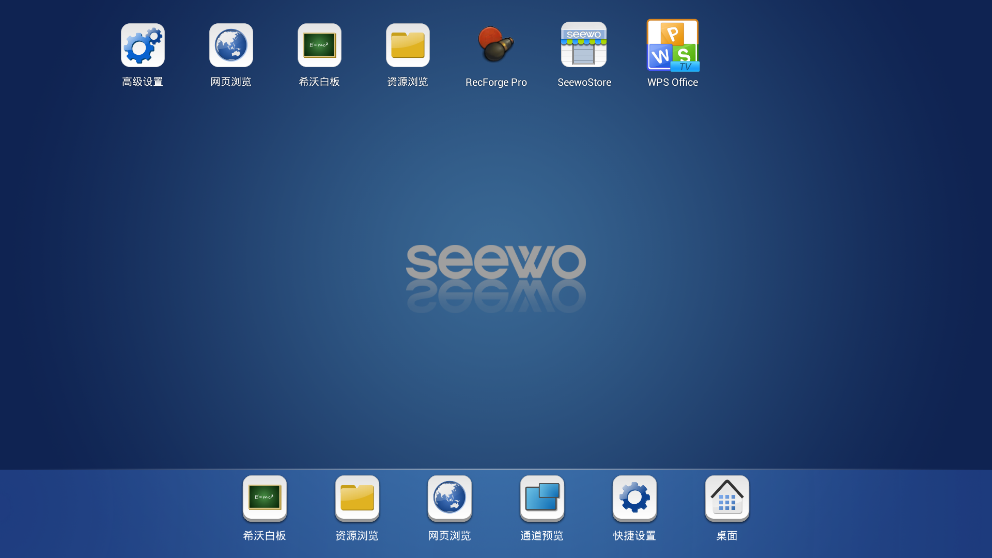 高级设置
网页浏览
希沃白板
资源浏览
RecForge Pro
seewo
SeewoStore
P
W S
TV
WPS Office
seewo
希沃白板
资源浏览
网页浏览
通道预览
快捷设置
桌面